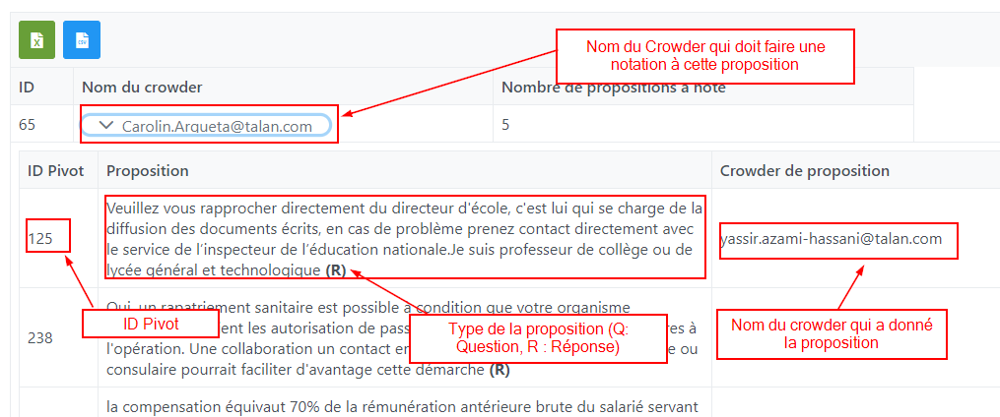 Nom du Crowder qui doit faire une
notation à cette proposition
ID Nom du crowder Nombre de propositions à noté
65 Carolin.Arqueta@talan.com 5
ID Pivot Proposition Crowder de proposition
Veuillez vous rapprocher directement du directeur d'école, c'est lui qui se charge de la
diffusion des documents écrits, en cas de problème prenez contact directement avec
125 yassir.azami-hassani@talan.com
le service de l'inspecteur de l'éducation nationale.Je suis professeur de collège ou de
lycée général et technologique (R)
Oui, un rapatriement sanitaire est possible à condition que votre organisme
ID Pivot
ent les autorisation de pass
res à
Type de la proposition (Q:
Question, R : Réponse)
Nom du crowder qui a donné
la proposition
238
l'opération. Une collaboration un contact e
e ou
consulaire pourrait faciliter d'avantage cette démarche (R)
la compensation équivaut 70% de la rémunération antérieure brute du salarié servant